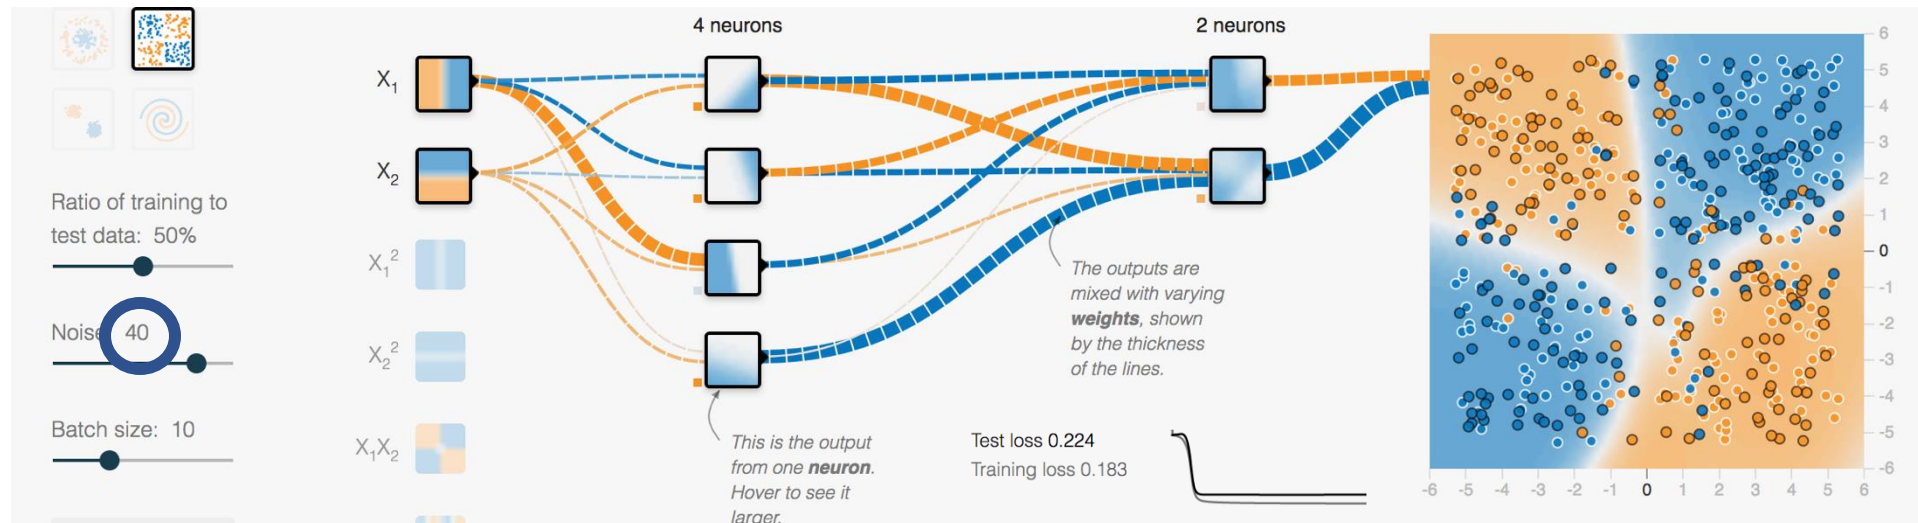 4 neurons
2 neurons
X1
X2
X1²
X2²
X1X2
Ratio of training to
test data: 50%
Noise 40
Batch size: 10
This is the output
from one neuron.
Hover to see it
larger.
The outputs are
mixed with varying
weights, shown
by the thickness
of the lines.
Test loss 0.224
Training loss 0.183
6
5
4
3
2
1
0
-1
-2
-3
-4
-5
-6
-6 -5 -4 -3 -2 -1 0 1 2 3 4 5 6